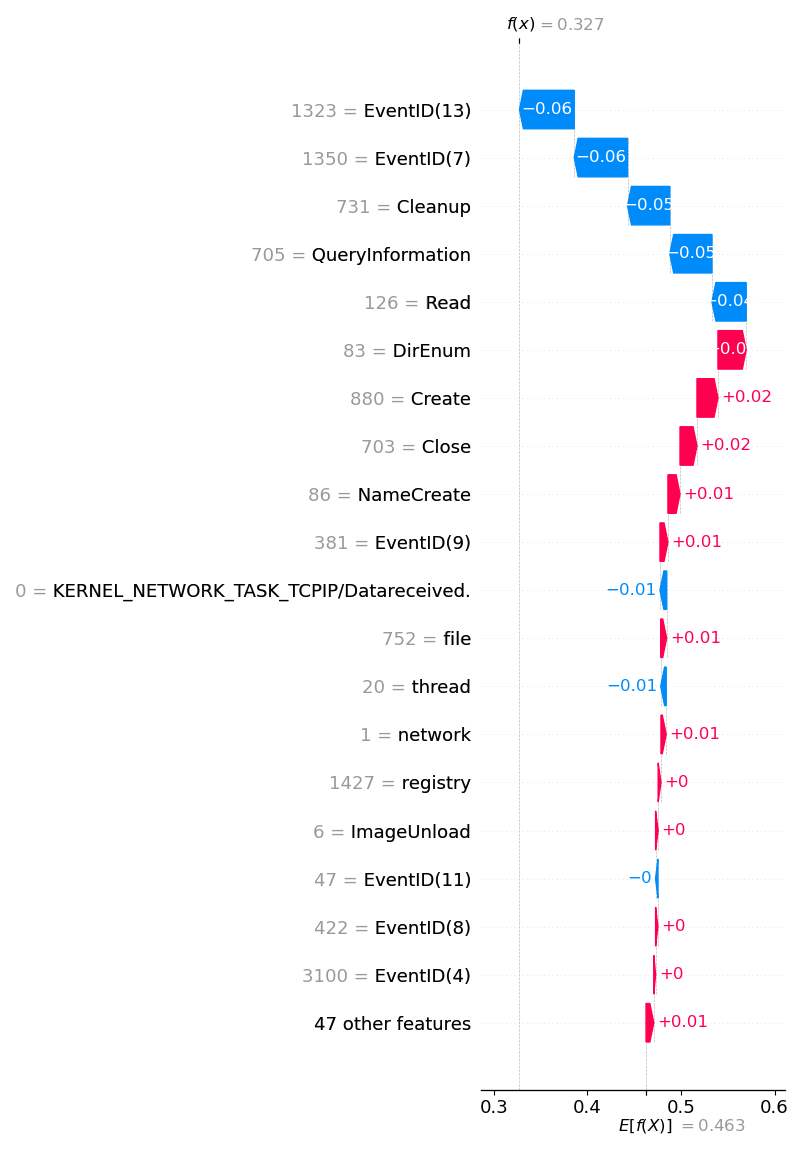 f(x) = 0.327
1323 = EventID(13) −0.06
1350 = EventID(7) −0.06
731 = Cleanup −0.05
705 = QueryInformation −0.05
126 = Read −0.04
83 = DirEnum
880 = Create +0.02
703 = Close +0.02
86 = NameCreate +0.01
381 = EventID(9) +0.01
0 = KERNEL_NETWORK_TASK_TCPIP/Datareceived. −0.01
752 = file +0.01
20 = thread −0.01
1 = network +0.01
1427 = registry +0
6 = ImageUnload +0
47 = EventID(11) −0
422 = EventID(8) +0
3100 = EventID(4) +0
47 other features +0.01
0.3 0.4 0.5 0.6
E[f(X)] = 0.463